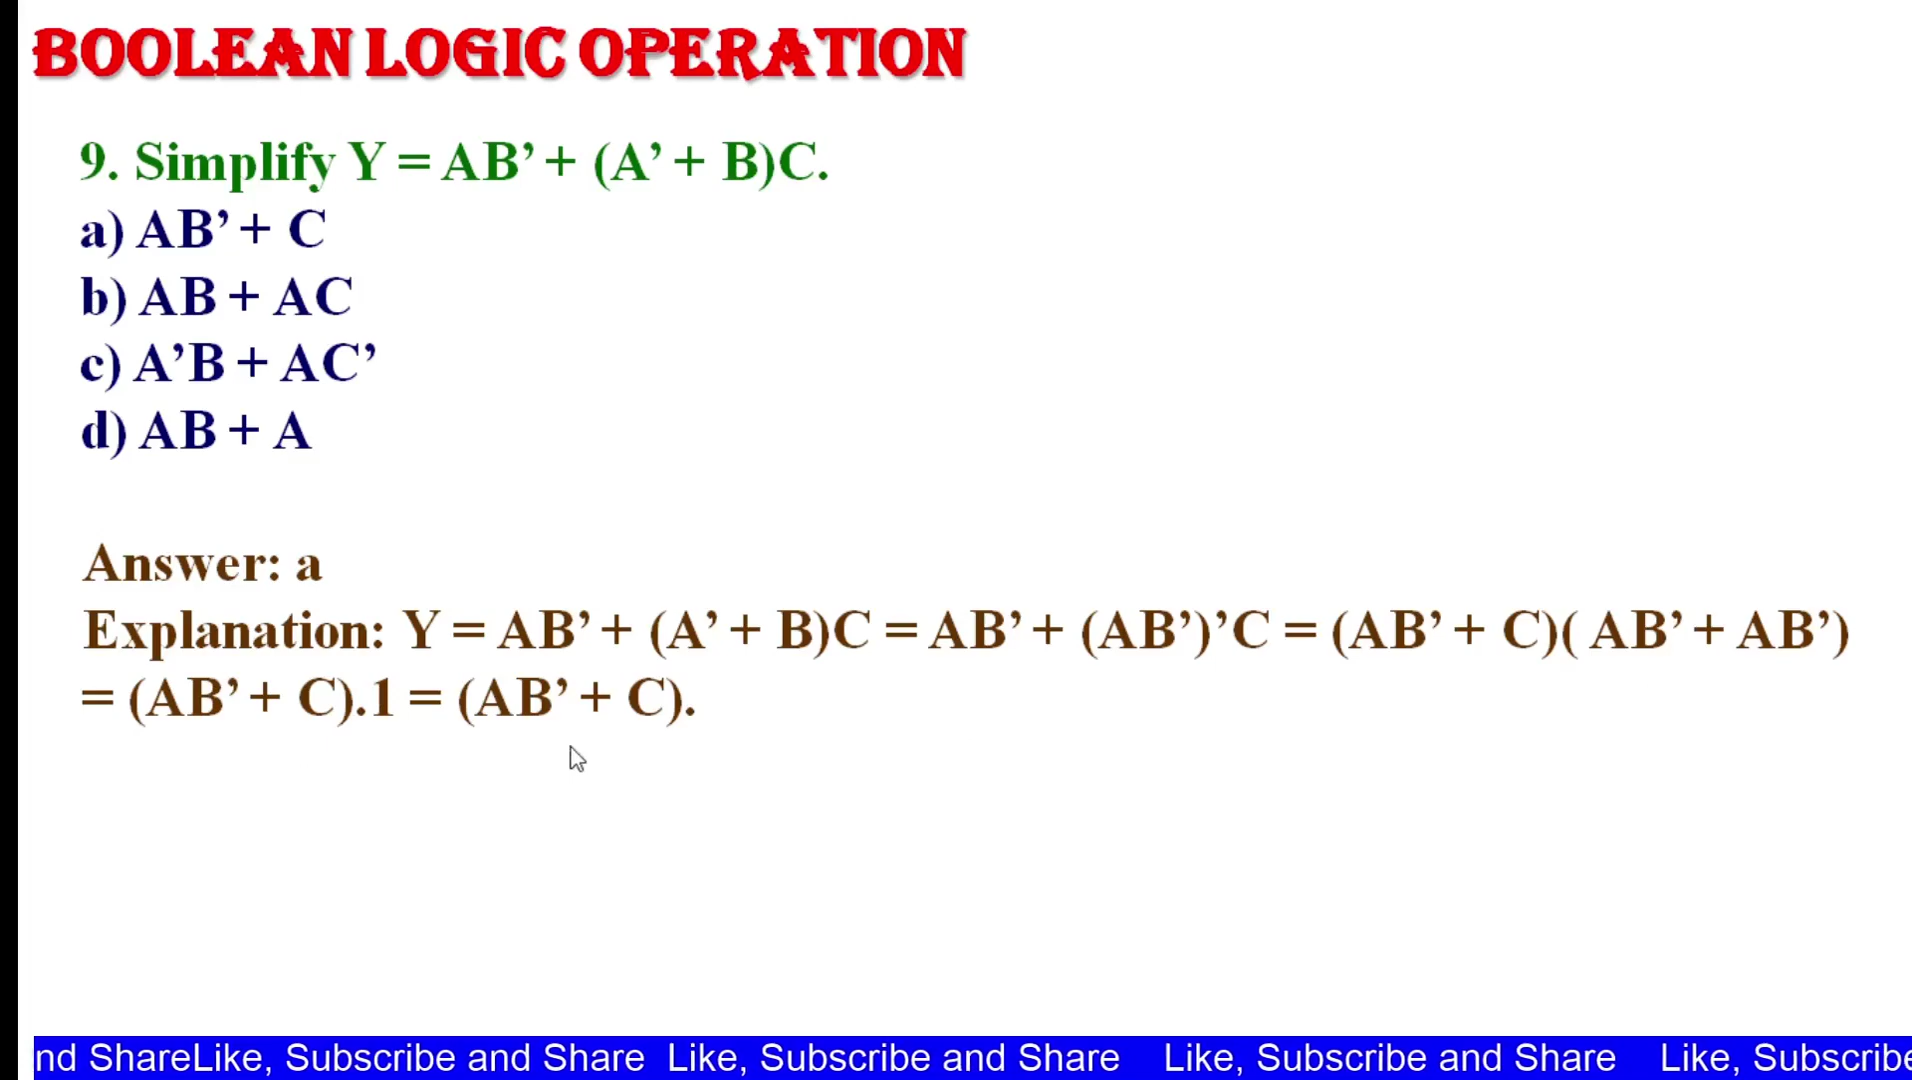 BOOLEAN LOGIC OPERATION
9. Simplify Y = AB’ + (A’ + B)C.
a) AB’ + C
b) AB + AC
c) A’B + AC’
d) AB + A
Answer: a
Explanation: Y = AB’ + (A’ + B)C = AB’ + (AB’)’C = (AB’ + C)( AB’ + AB’)
= (AB’ + C).1 = (AB’ + C).
nd ShareLike, Subscribe and Share Like, Subscribe and Share Like, Subscribe and Share Like, Subscribe